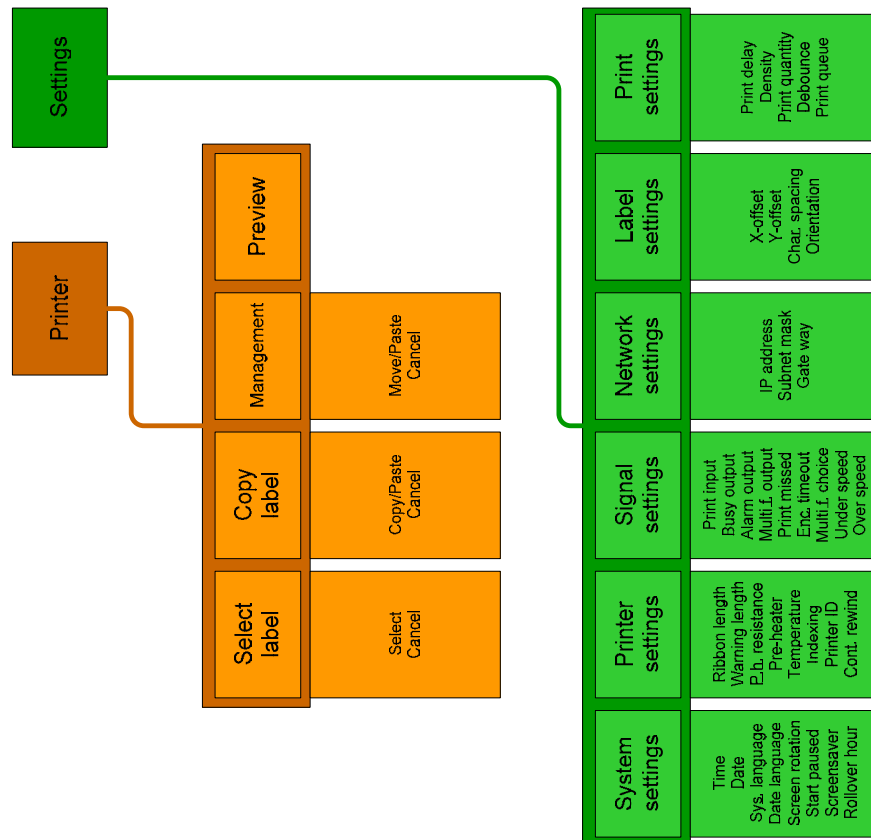 Printer
Settings
Select
label
Copy
label
Management
Preview
Select
Cancel
Copy/Paste
Cancel
Move/Paste
Cancel
System
settings
Printer
settings
Signal
settings
Network
settings
Label
settings
Print
settings
Time
Date
Sys. language
Date language
Screen rotation
Start paused
Screensaver
Rollover hour
Ribbon length
Warning length
P.h. resistance
Pre-heater
Temperature
Indexing
Printer ID
Cont. rewind
Print input
Busy output
Alarm output
Multi.f. output
Print missed
Enc. timeout
Multi.f. choice
Under speed
Over speed
IP address
Subnet mask
Gate way
X-offset
Y-offset
Char. spacing
Orientation
Print delay
Density
Print quantity
Debounce
Print queue